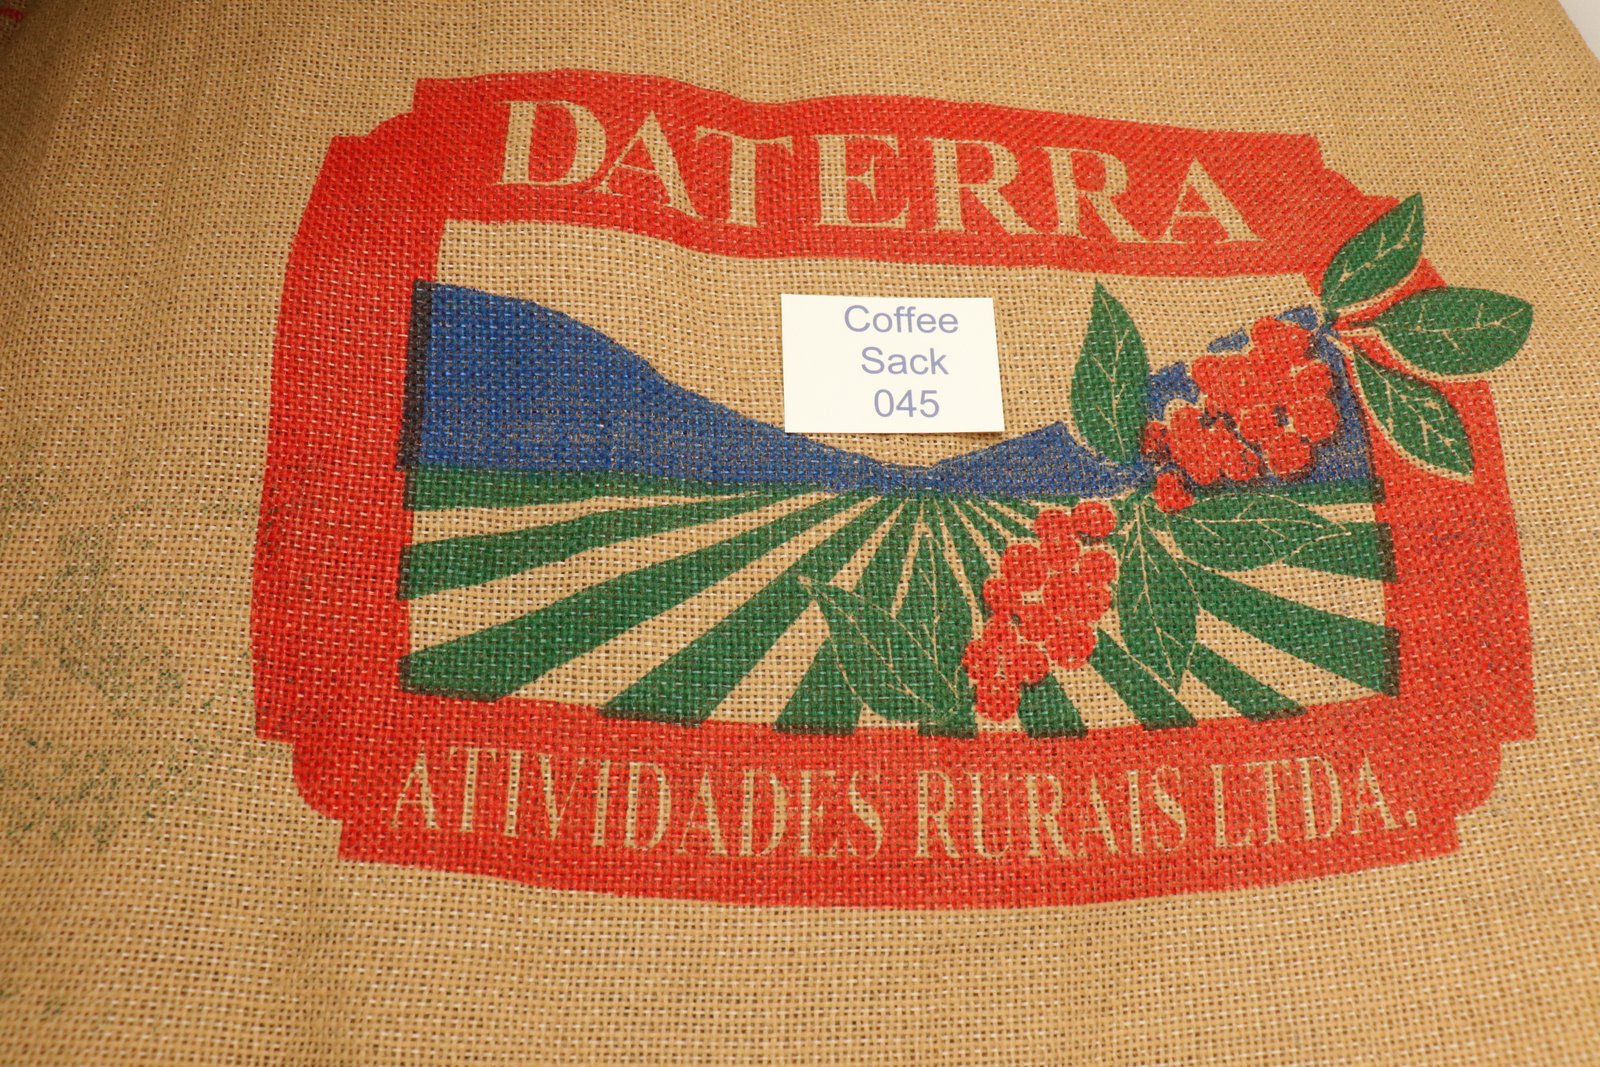 DATERRA
Coffee
Sack
045
ATIVIDADES RURAIS LTDA.